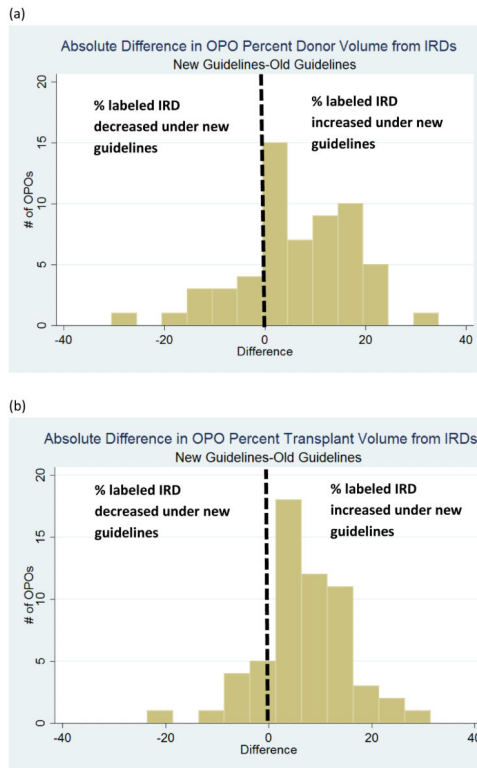 (a)
Absolute Difference in OPO Percent Donor Volume from IRDs
New Guidelines-Old Guidelines
20
% labeled IRD
decreased under new
guidelines
% labeled IRD
increased under new
guidelines
15
10
5
0
# of OPOs
-40
-20
0
20
40
Difference
(b)
Absolute Difference in OPO Percent Transplant Volume from IRDs
New Guidelines-Old Guidelines
20
% labeled IRD
decreased under new
guidelines
% labeled IRD
increased under new
guidelines
15
10
5
0
# of OPOs
-40
-20
0
20
40
Difference